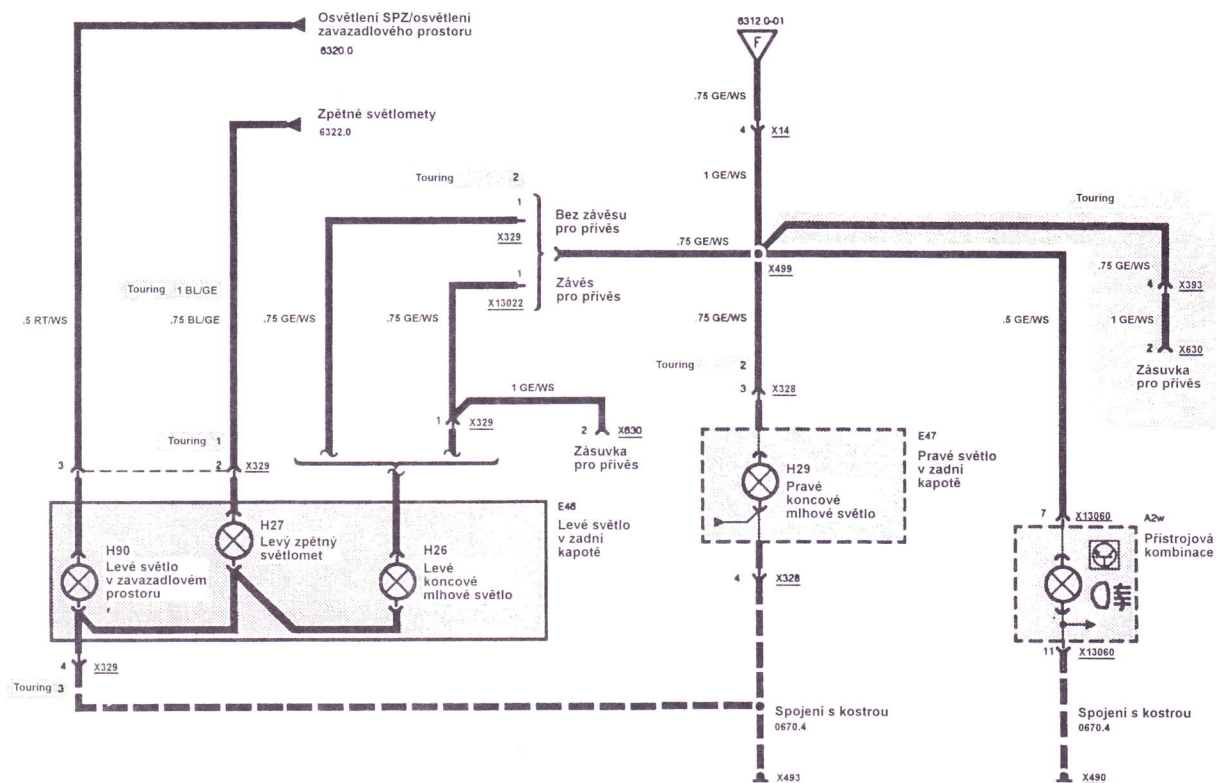 Osvětlení SPZ/osvětlení
zavazadlového prostoru
6320.0
6312.0-01
F
.75 GE/WS
4 X14
Zpětné světlomety
6322.0
1 GE/WS
Touring 2
1
X329
Bez závěsu
pro přívěs
.75 GE/WS
X499
Touring
.75 GE/WS
4 X393
1 GE/WS
2 X630
Zásuvka
pro přívěs
1
X13022
Závěs
pro přívěs
Touring 1 BL/GE
.5 RT/WS
.75 BL/GE
.75 GE/WS
.75 GE/WS
.75 GE/WS
.5 GE/WS
Touring 2
3 X328
1 GE/WS
1 X329
2 X630
Zásuvka
pro přívěs
Touring 1
3
2 X329
E46
Levé světlo
v zadní
kapotě
H90
Levé světlo
v zavazadlovém
prostoru
H27
Levý zpětný
světlomet
H26
Levé
koncové
mlhové světlo
E47
Pravé světlo
v zadní
kapotě
H29
Pravé
koncové
mlhové světlo
4 X328
7 X13060
A2w
Přístrojová
kombinace
11 X13060
4 X329
Touring 3
Spojení s kostrou
0670.4
X493
Spojení s kostrou
0670.4
X490